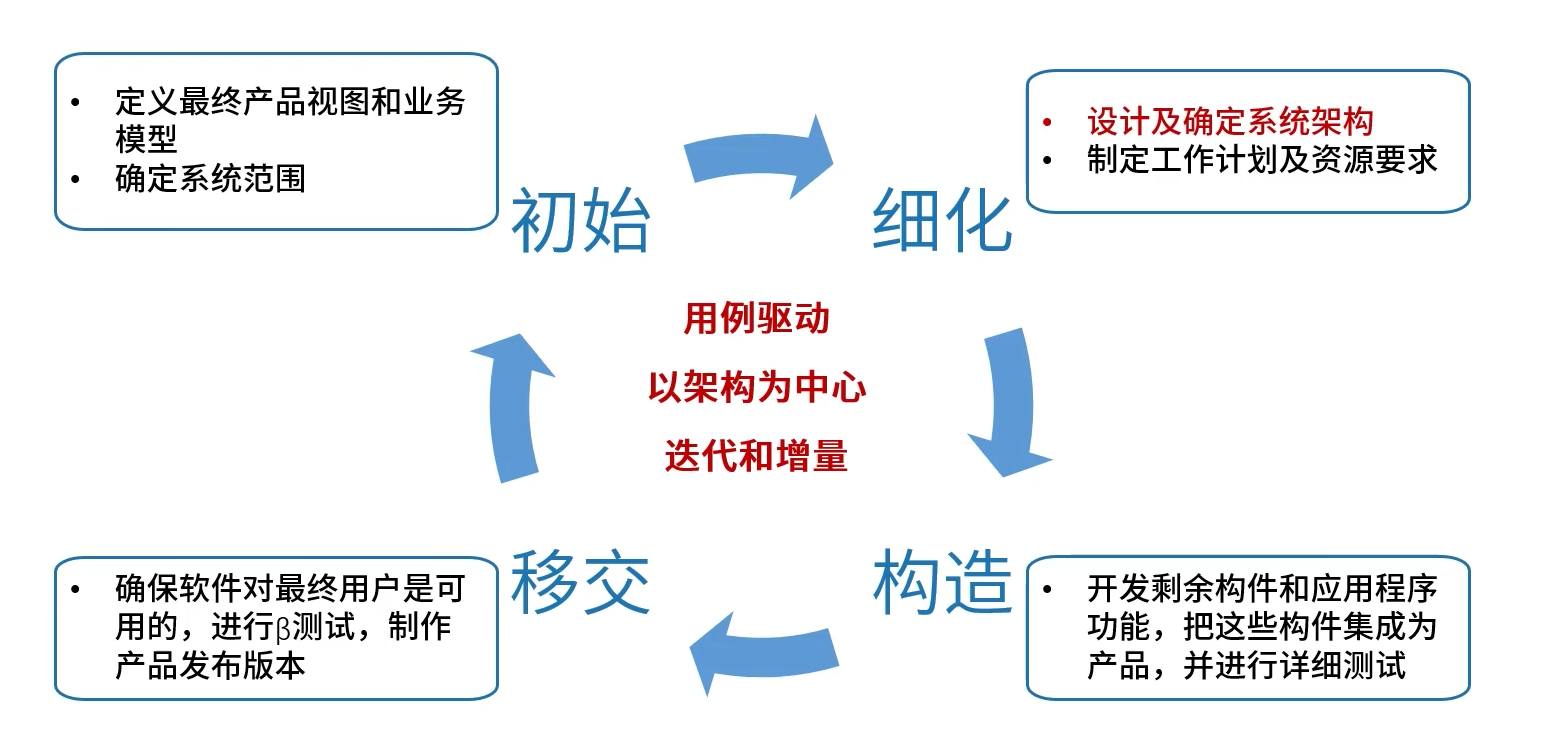 • 定义最终产品视图和业务
模型
• 确定系统范围
初始
细化
• 设计及确定系统架构
• 制定工作计划及资源要求
用例驱动
以架构为中心
迭代和增量
• 确保软件对最终用户是可
用的，进行β测试，制作
产品发布版本
移交
构造
• 开发剩余构件和应用程序
功能，把这些构件集成为
产品，并进行详细测试